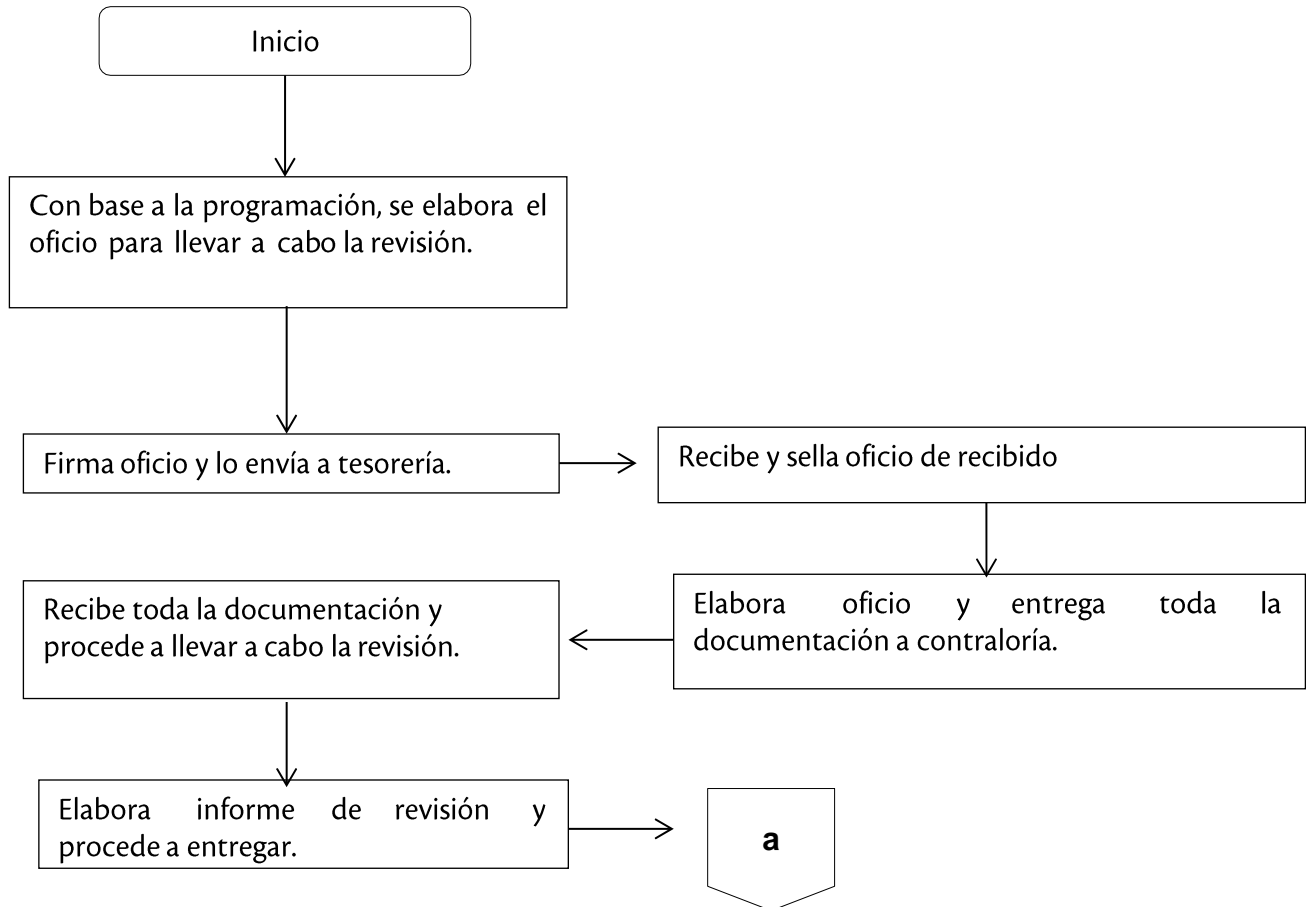 Inicio
Con base a la programación, se elabora el
oficio para llevar a cabo la revisión.
Firma oficio y lo envía a tesorería.
Recibe y sella oficio de recibido
Elabora oficio y entrega toda la
documentación a contraloría.
Recibe toda la documentación y
procede a llevar a cabo la revisión.
Elabora informe de revisión y
procede a entregar.
a